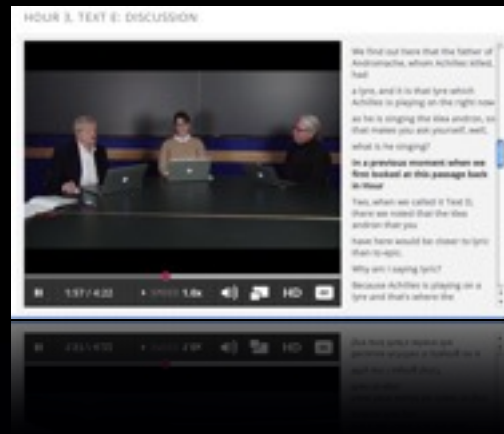 HOUR 3, TEXT E: DISCUSSION
We find out here that the father of
Andromache, whom Achilles killed,
had
a lyre, and it is that lyre which
Achilles is playing on the right now
as he is singing the klea andron, so
that makes you ask yourself, well,
what is he singing?
In a previous moment when we
first looked at this passage back
in Hour
Two, when we called it Text D,
there we noted that the klea
andron that you
have here would be closer to lyric
than to epic.
Why am I saying lyric?
Because Achilles is playing on a
lyre and that's where the
1:57 / 4:22
SPEED 1.0x
HD